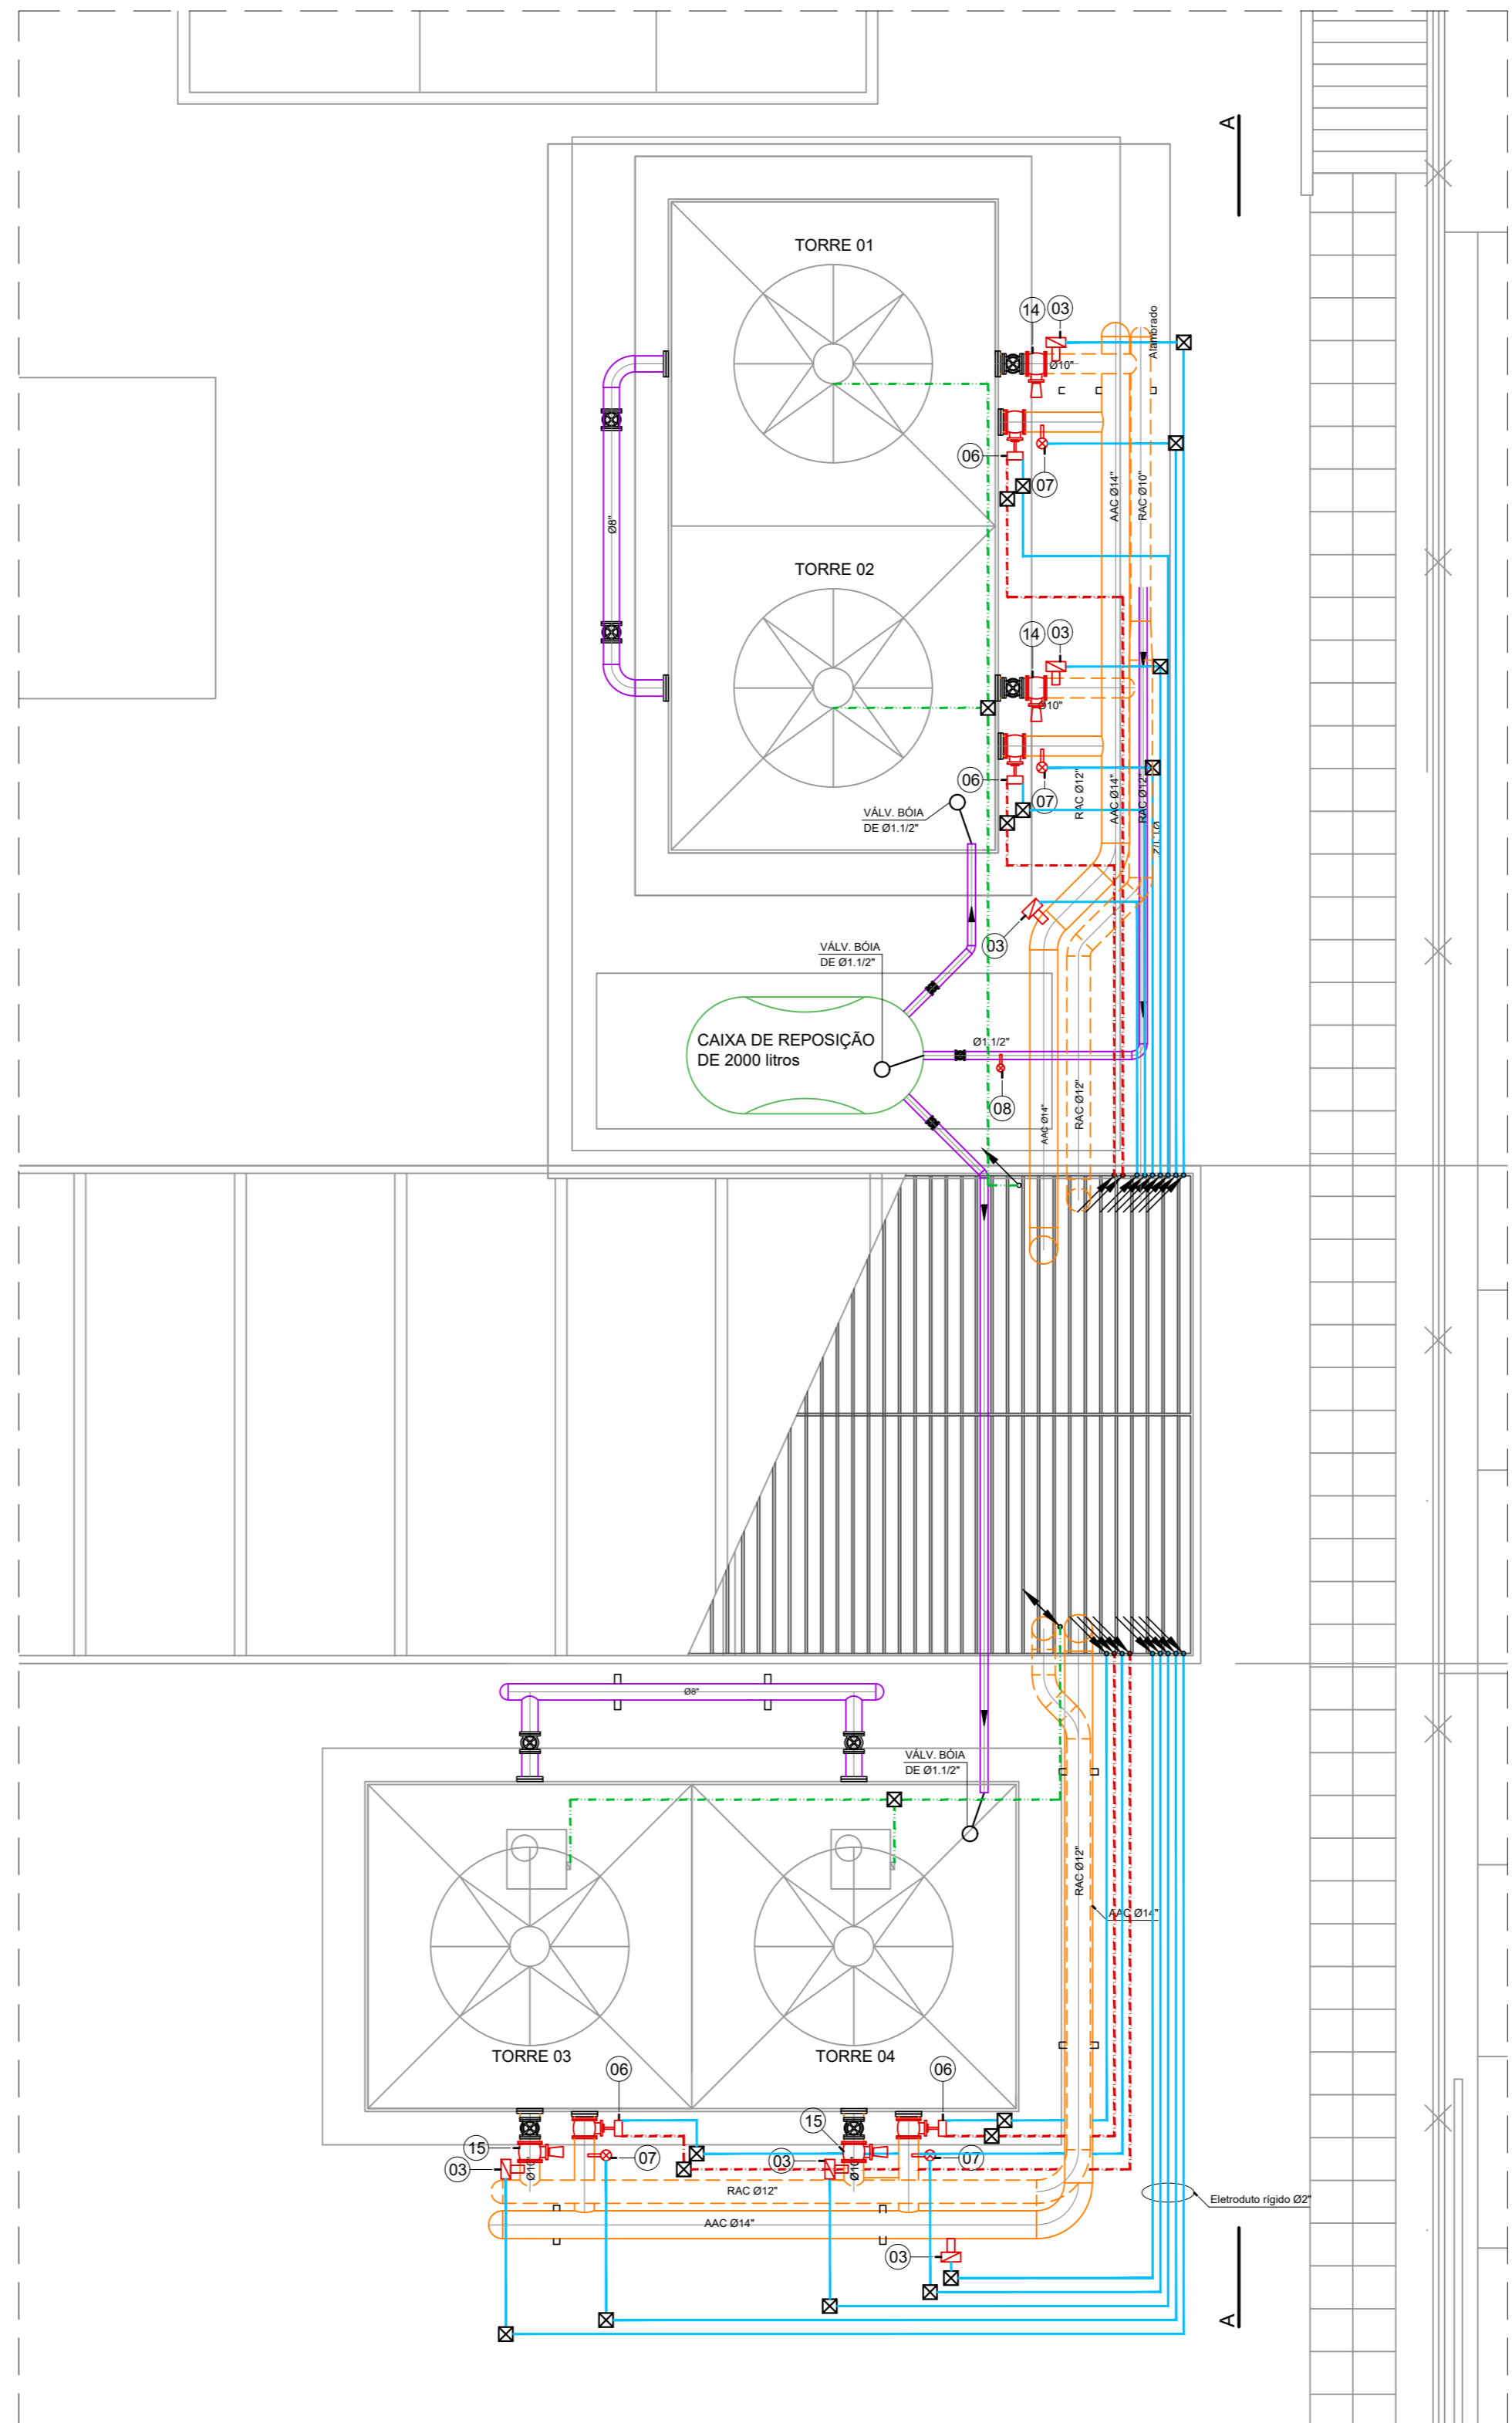 A
TORRE 01
14
03
Alambrado
Ø10"
06
07
AAC Ø14"
RAC Ø10"
Ø8"
TORRE 02
14
03
Ø10"
06
07
RAC Ø12"
AAC Ø14"
RAC Ø12"
Ø1.1/2"
VÁLV. BÓIA
DE Ø1.1/2"
03
VÁLV. BÓIA
DE Ø1.1/2"
CAIXA DE REPOSIÇÃO
DE 2000 litros
Ø1.1/2"
08
AAC Ø14"
RAC Ø12"
Ø8"
VÁLV. BÓIA
DE Ø1.1/2"
RAC Ø12"
AAC Ø14"
TORRE 03
TORRE 04
06
06
15
15
03
07
03
07
RAC Ø12"
AAC Ø14"
Eletroduto rígido Ø2"
03
A